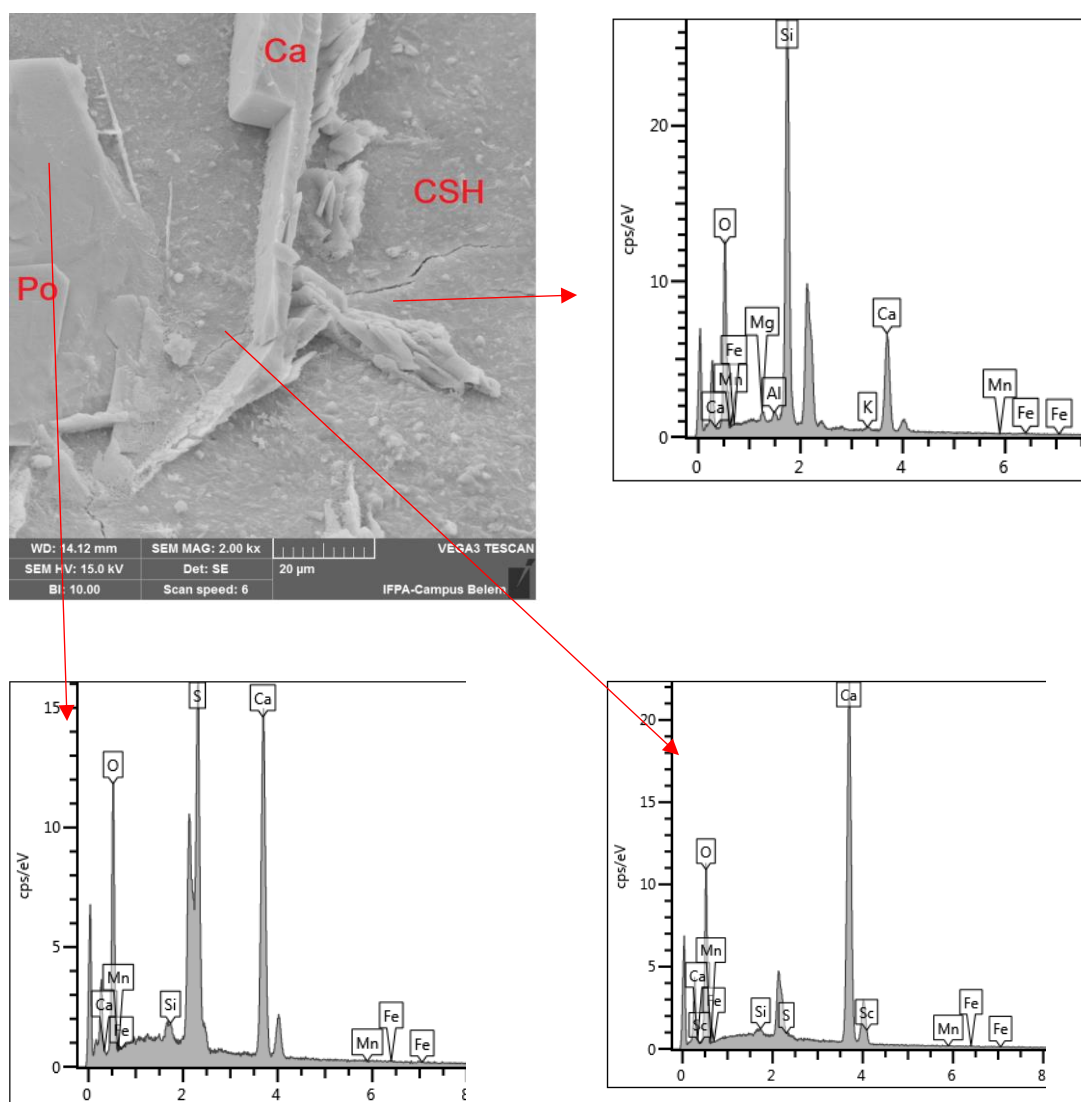 Ca
CSH
Po
WD: 14.12 mm SEM MAG: 2.00 kx VEGA3 TESCAN
SEM HV: 15.0 kV Det: SE 20 µm
BI: 10.00 Scan speed: 6 IFPA-Campus Belem
Si
20
cps/eV
O
10
Mg
Fe
Ca
Mn
Al
Ca
K
Mn
Fe
Fe
0
0 2 4 6
S
Ca
15
O
10
cps/eV
5
Mn
Ca
Fe
Si
Fe
Mn
Fe
0
0 2 4 6 8
Ca
20
15
cps/eV
O
10
Mn
5
Ca
Fe
Sc
Si
S
Sc
Fe
Mn
Fe
0
0 2 4 6 8